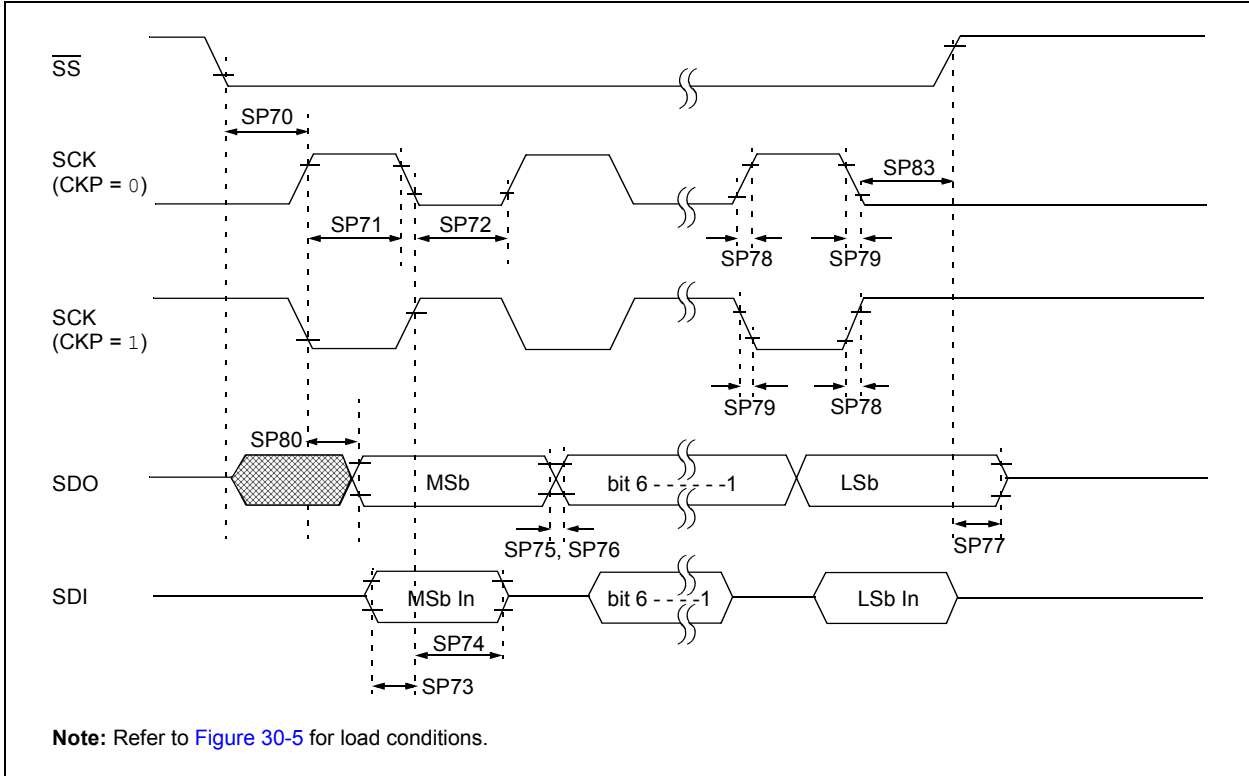 SS
SP70
SCK
(CKP = 0)
SP83
SP71
SP72
SP78
SP79
SCK
(CKP = 1)
SP79
SP78
SP80
SDO
MSb
bit 6 - - - - - -1
LSb
SP75, SP76
SP77
SDI
MSb In
bit 6 - - - -1
LSb In
SP74
SP73
Note: Refer to Figure 30-5 for load conditions.